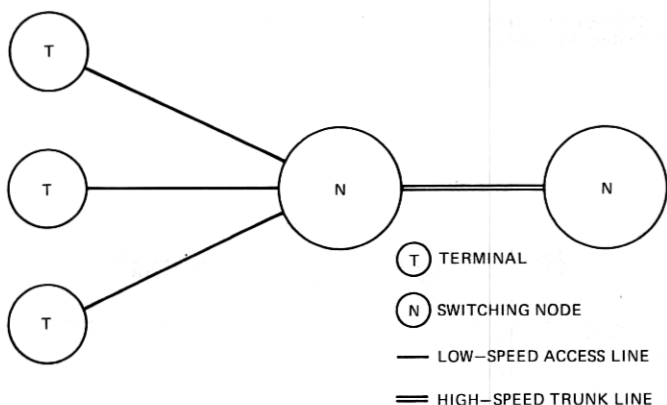 T
T
N
N
T
T TERMINAL
N SWITCHING NODE
LOW–SPEED ACCESS LINE
HIGH–SPEED TRUNK LINE